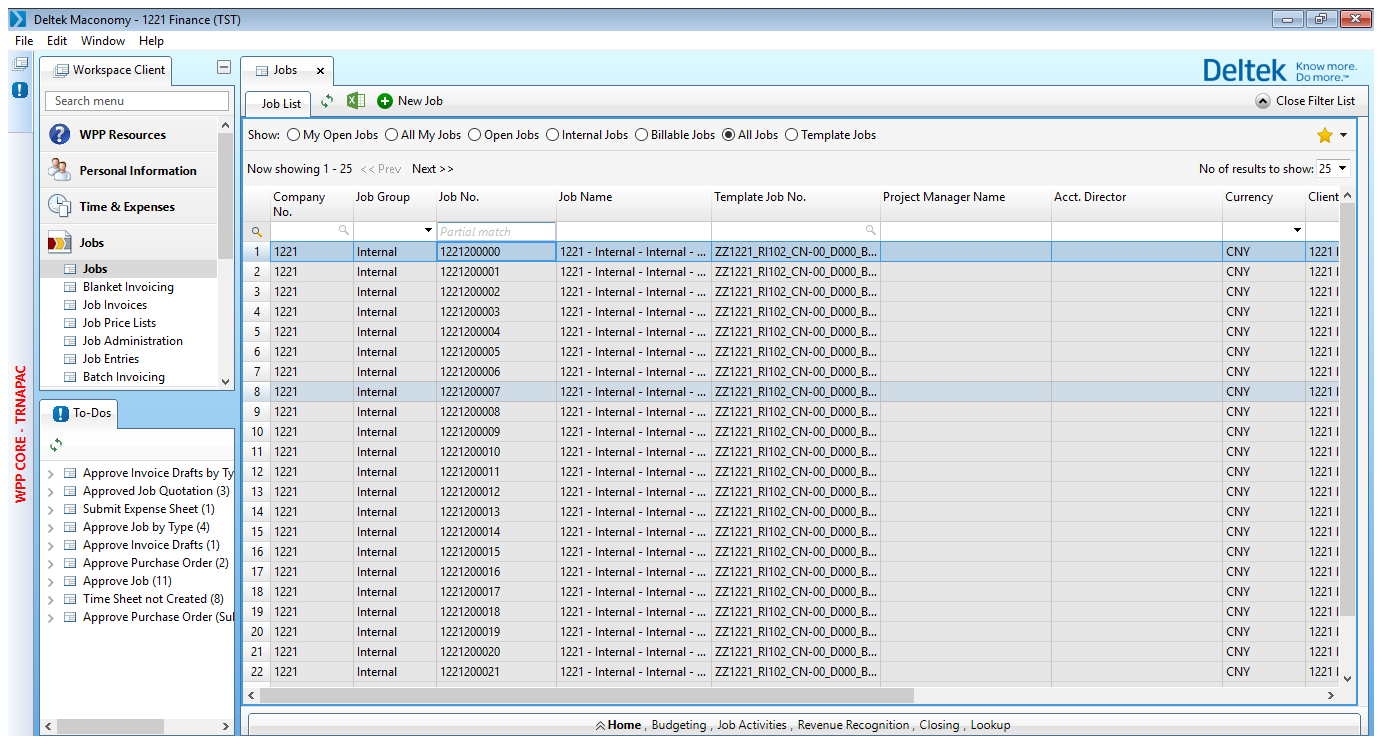 Deltek Maconomy - 1221 Finance (TST)
File Edit Window Help
Workspace Client
Search menu
WPP Resources
Personal Information
Time & Expenses
Jobs
Jobs
Blanket Invoicing
Job Invoices
Job Price Lists
Job Administration
Job Entries
Batch Invoicing
WPP CORE - TRNAPAC
To-Dos
Approve Invoice Drafts by Ty
Approved Job Quotation (3)
Submit Expense Sheet (1)
Approve Job by Type (4)
Approve Invoice Drafts (1)
Approve Purchase Order (2)
Approve Job (11)
Time Sheet not Created (8)
Approve Purchase Order (Sul
Jobs
Deltek Know more. Do more.™
Job List New Job Close Filter List
Show: My Open Jobs All My Jobs Open Jobs Internal Jobs Billable Jobs All Jobs Template Jobs
Now showing 1 - 25 << Prev Next >> No of results to show: 25
Company No. Job Group Job No. Job Name Template Job No. Project Manager Name Acct. Director Currency Client
Partial match
1 1221 Internal 1221200000 1221 - Internal - Internal - ... ZZ1221_RI102_CN-00_D000_B... CNY 1221 I
2 1221 Internal 1221200001 1221 - Internal - Internal - ... ZZ1221_RI102_CN-00_D000_B... CNY 1221 I
3 1221 Internal 1221200002 1221 - Internal - Internal - ... ZZ1221_RI102_CN-00_D000_B... CNY 1221 I
4 1221 Internal 1221200003 1221 - Internal - Internal - ... ZZ1221_RI102_CN-00_D000_B... CNY 1221 I
5 1221 Internal 1221200004 1221 - Internal - Internal - ... ZZ1221_RI102_CN-00_D000_B... CNY 1221 I
6 1221 Internal 1221200005 1221 - Internal - Internal - ... ZZ1221_RI102_CN-00_D000_B... CNY 1221 I
7 1221 Internal 1221200006 1221 - Internal - Internal - ... ZZ1221_RI102_CN-00_D000_B... CNY 1221 I
8 1221 Internal 1221200007 1221 - Internal - Internal - ... ZZ1221_RI102_CN-00_D000_B... CNY 1221 I
9 1221 Internal 1221200008 1221 - Internal - Internal - ... ZZ1221_RI102_CN-00_D000_B... CNY 1221 I
10 1221 Internal 1221200009 1221 - Internal - Internal - ... ZZ1221_RI102_CN-00_D000_B... CNY 1221 I
11 1221 Internal 1221200010 1221 - Internal - Internal - ... ZZ1221_RI102_CN-00_D000_B... CNY 1221 I
12 1221 Internal 1221200011 1221 - Internal - Internal - ... ZZ1221_RI102_CN-00_D000_B... CNY 1221 I
13 1221 Internal 1221200012 1221 - Internal - Internal - ... ZZ1221_RI102_CN-00_D000_B... CNY 1221 I
14 1221 Internal 1221200013 1221 - Internal - Internal - ... ZZ1221_RI102_CN-00_D000_B... CNY 1221 I
15 1221 Internal 1221200014 1221 - Internal - Internal - ... ZZ1221_RI102_CN-00_D000_B... CNY 1221 I
16 1221 Internal 1221200015 1221 - Internal - Internal - ... ZZ1221_RI102_CN-00_D000_B... CNY 1221 I
17 1221 Internal 1221200016 1221 - Internal - Internal - ... ZZ1221_RI102_CN-00_D000_B... CNY 1221 I
18 1221 Internal 1221200017 1221 - Internal - Internal - ... ZZ1221_RI102_CN-00_D000_B... CNY 1221 I
19 1221 Internal 1221200018 1221 - Internal - Internal - ... ZZ1221_RI102_CN-00_D000_B... CNY 1221 I
20 1221 Internal 1221200019 1221 - Internal - Internal - ... ZZ1221_RI102_CN-00_D000_B... CNY 1221 I
21 1221 Internal 1221200020 1221 - Internal - Internal - ... ZZ1221_RI102_CN-00_D000_B... CNY 1221 I
22 1221 Internal 1221200021 1221 - Internal - Internal - ... ZZ1221_RI102_CN-00_D000_B... CNY 1221 I
Home , Budgeting , Job Activities , Revenue Recognition , Closing , Lookup